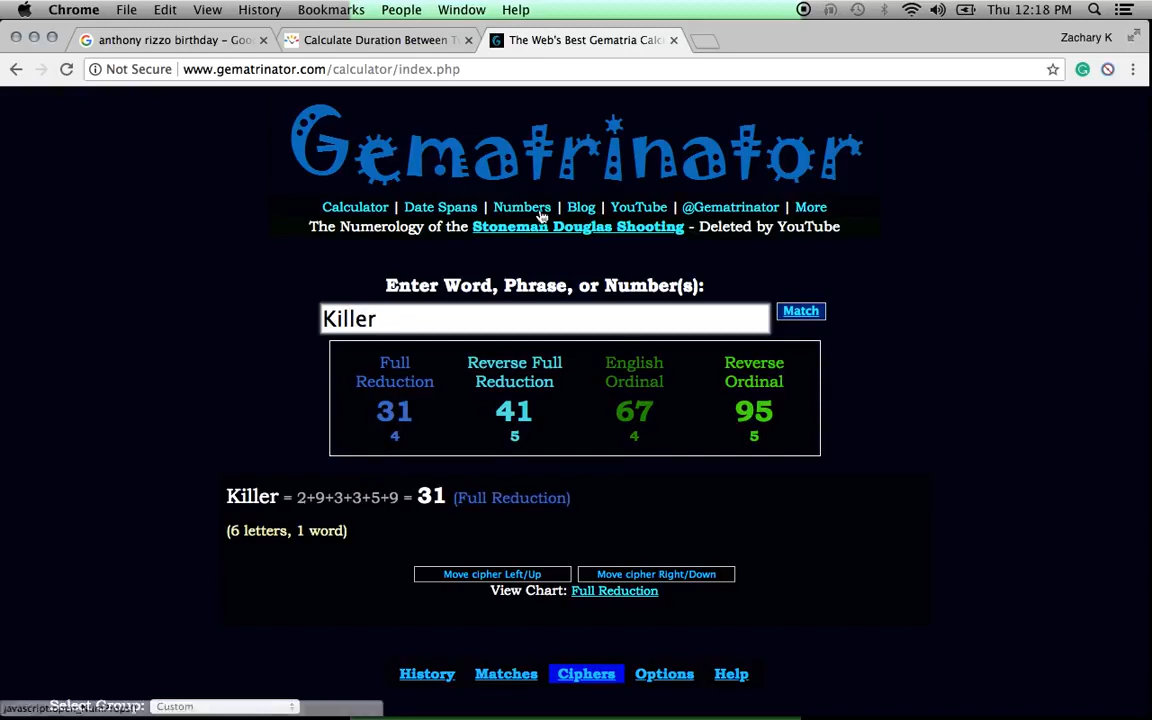 Chrome File Edit View History Bookmarks People Window Help Thu 12:18 PM
anthony rizzo birthday – Goo Calculate Duration Between Tw The Web's Best Gematria Calc Zachary K
Not Secure www.gematrinator.com/calculator/index.php
Gematrinator
Calculator | Date Spans | Numbers | Blog | YouTube | @Gematrinator | More
The Numerology of the Stoneman Douglas Shooting - Deleted by YouTube
Enter Word, Phrase, or Number(s):
Killer Match
Full Reverse Full English Reverse
Reduction Reduction Ordinal Ordinal
31 41 67 95
4 5 4 5
Killer = 2+9+3+3+5+9 = 31 (Full Reduction)
(6 letters, 1 word)
Move cipher Left/Up Move cipher Right/Down
View Chart: Full Reduction
History Matches Ciphers Options Help
Select Group: Custom